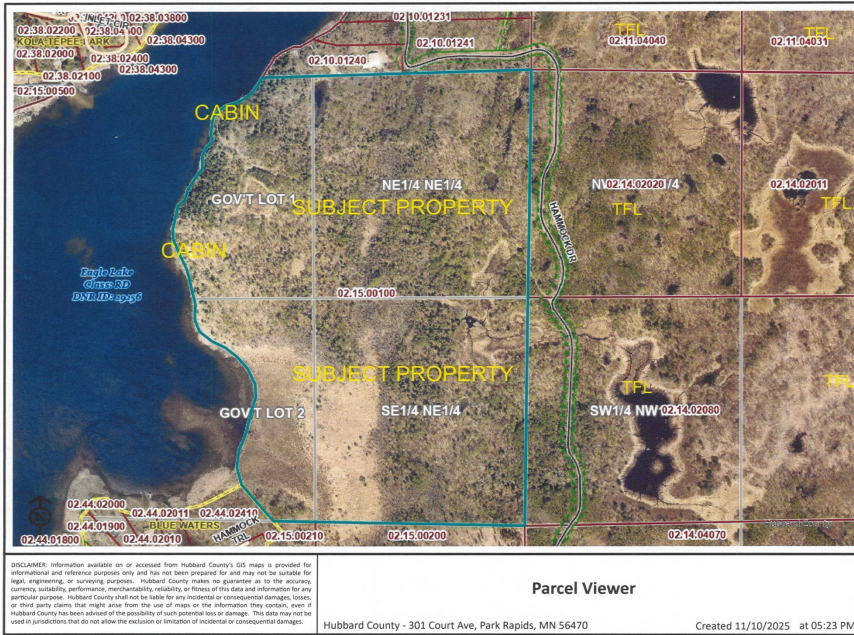 02.38.03800
02.10.01231
02.38.02200
02.38.04300
KOLA-TEPEE PARK
02.38.02000
02.10.01241
02.11.04040
TFL
02.11.04031
TFL
02.38.02400
02.38.04300
02.10.01240
02.38.02100
02.15.00500
CABIN
GOV'T LOT 1
NE1/4 NE1/4
02.14.02020
02.14.02011
SUBJECT PROPERTY
TFL
TFL
HAMMOCK DR
CABIN
Eagle Lake
Class: RD
DNR ID: 29256
02.15.00100
SUBJECT PROPERTY
TFL
TFL
GOV'T LOT 2
SE1/4 NE1/4
SW1/4 NW
02.14.02080
02.44.02000
02.44.02011
02.44.02410
02.44.01900
BLUE WATERS
02.44.01800
02.44.02010
HAMMOCK
TRL
02.15.00210
02.15.00200
02.14.04070
DISCLAIMER: Information available on or accessed from Hubbard County's GIS maps is provided for
informational and reference purposes only and has not been prepared for and may not be suitable for
legal, engineering, or surveying purposes. Hubbard County makes no guarantee as to the accuracy,
currency, suitability, performance, merchantability, reliability, or fitness of this data and information for any
particular purpose. Hubbard County shall not be liable for any incidental or consequential damages, losses,
or third party claims that might arise from the use of maps or the information they contain, even if
Hubbard County has been advised of the possibility of such potential loss or damage. This data may not be
used in jurisdictions that do not allow the exclusion or limitation of incidental or consequential damages.
Parcel Viewer
Hubbard County - 301 Court Ave, Park Rapids, MN 56470
Created 11/10/2025 at 05:23 PM